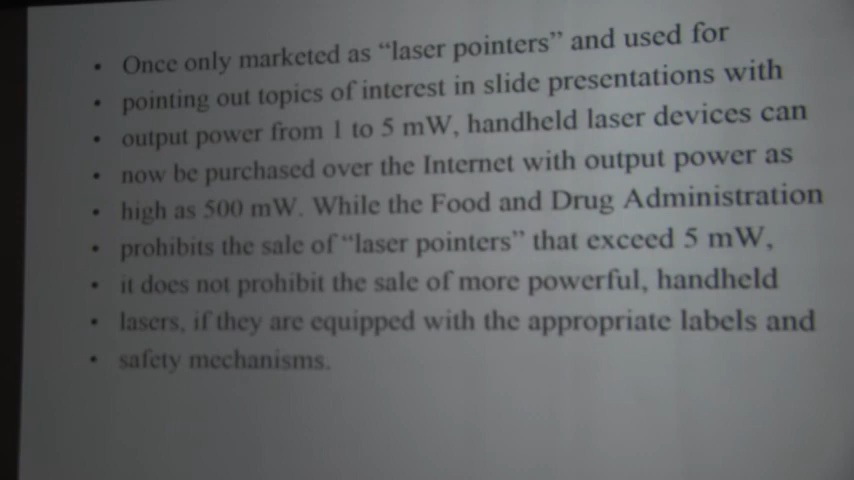 • Once only marketed as “laser pointers” and used for
• pointing out topics of interest in slide presentations with
• output power from 1 to 5 mW, handheld laser devices can
• now be purchased over the Internet with output power as
• high as 500 mW. While the Food and Drug Administration
• prohibits the sale of “laser pointers” that exceed 5 mW,
• it does not prohibit the sale of more powerful, handheld
• lasers, if they are equipped with the appropriate labels and
• safety mechanisms.